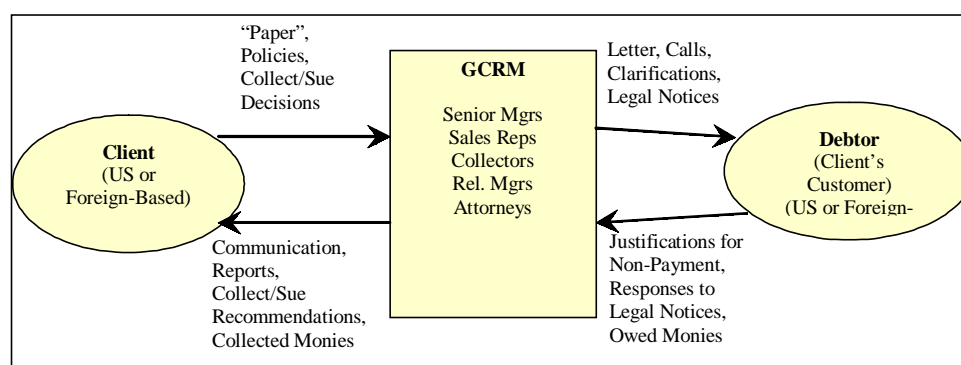 “Paper”,
Policies,
Collect/Sue
Decisions
Client
(US or
Foreign-Based)
Communication,
Reports,
Collect/Sue
Recommendations,
Collected Monies
GCRM
Senior Mgrs
Sales Reps
Collectors
Rel. Mgrs
Attorneys
Letter, Calls,
Clarifications,
Legal Notices
Debtor
(Client’s
Customer)
(US or Foreign-
Justifications for
Non-Payment,
Responses to
Legal Notices,
Owed Monies